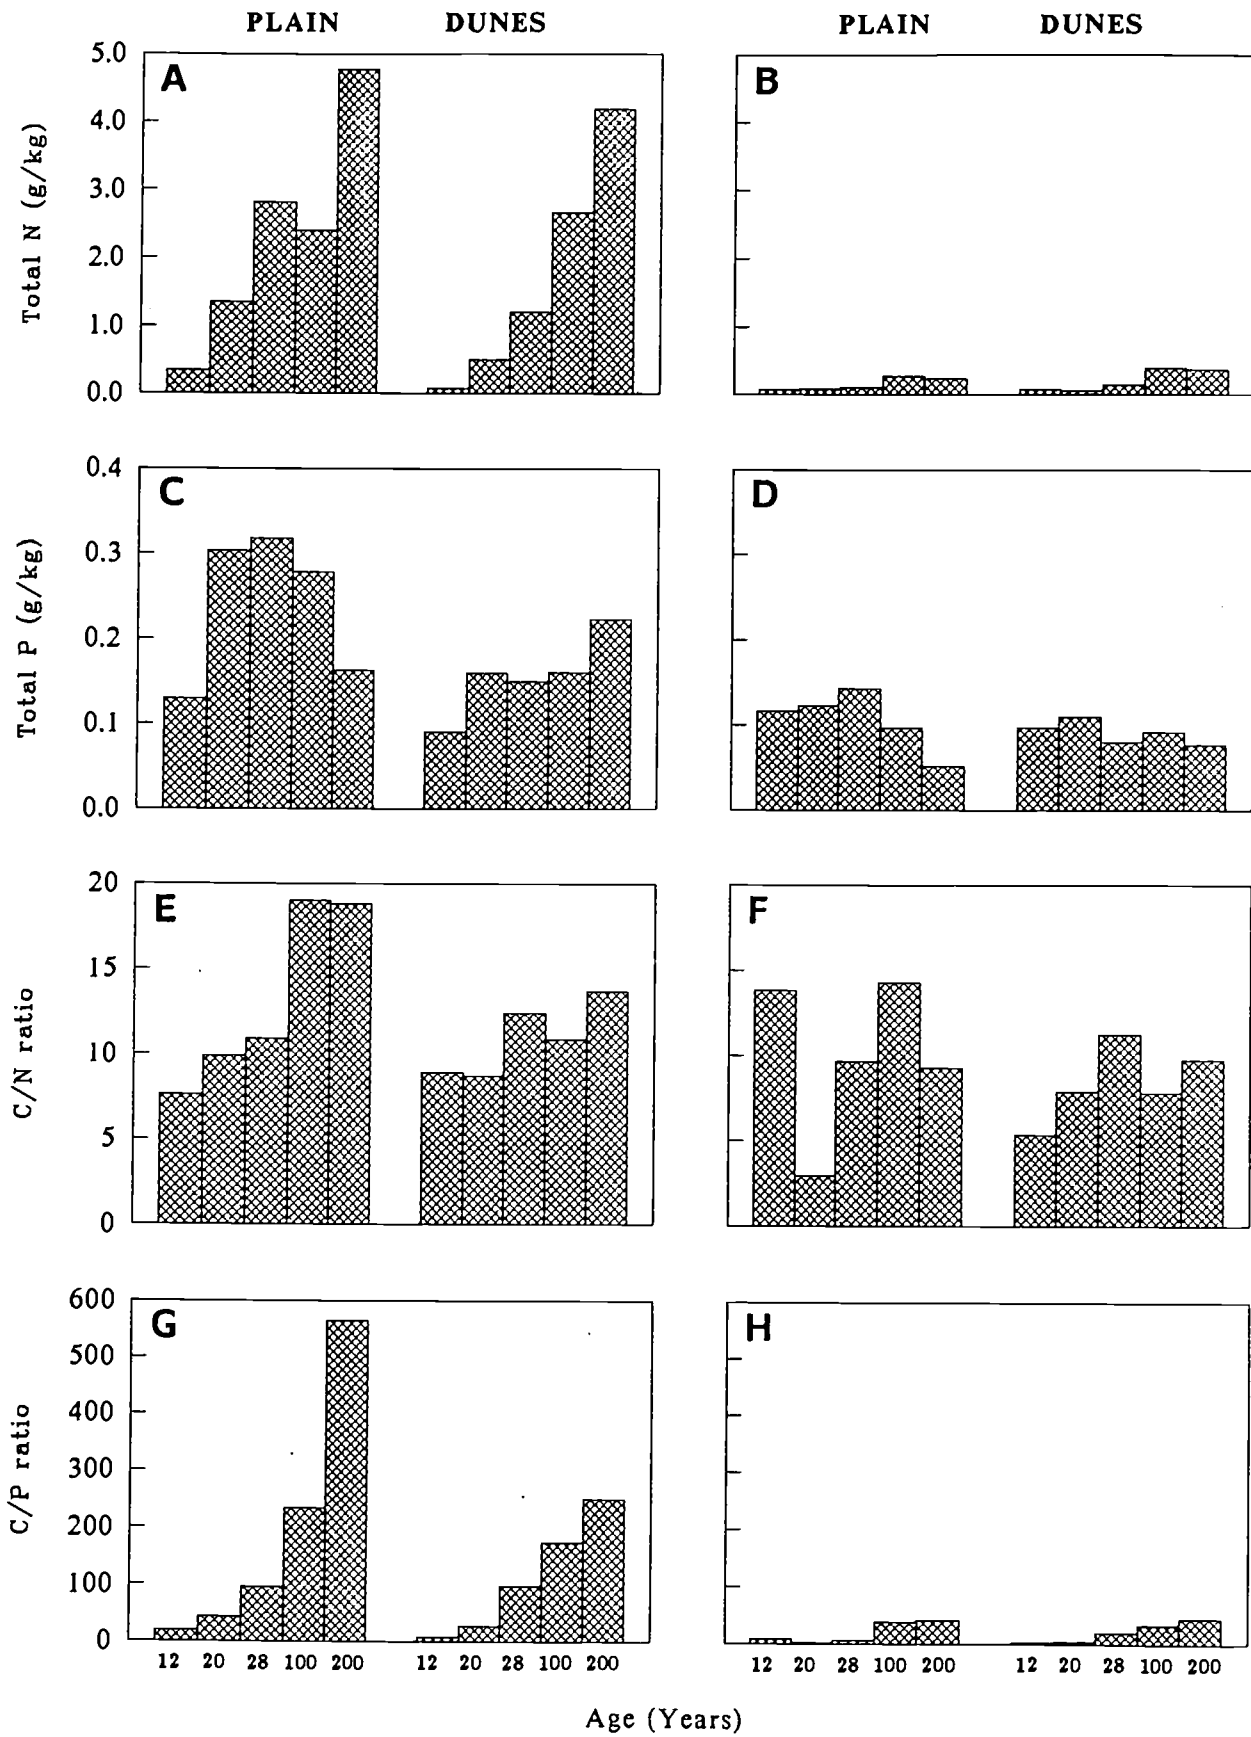 PLAIN DUNES PLAIN DUNES
A B
5.0
4.0
3.0
2.0
1.0
0.0
Total N (g/kg)
C D
0.4
0.3
0.2
0.1
0.0
Total P (g/kg)
E F
20
15
10
5
0
C/N ratio
G H
600
500
400
300
200
100
0
C/P ratio
12 20 28 100 200 12 20 28 100 200 12 20 28 100 200 12 20 28 100 200
Age (Years)